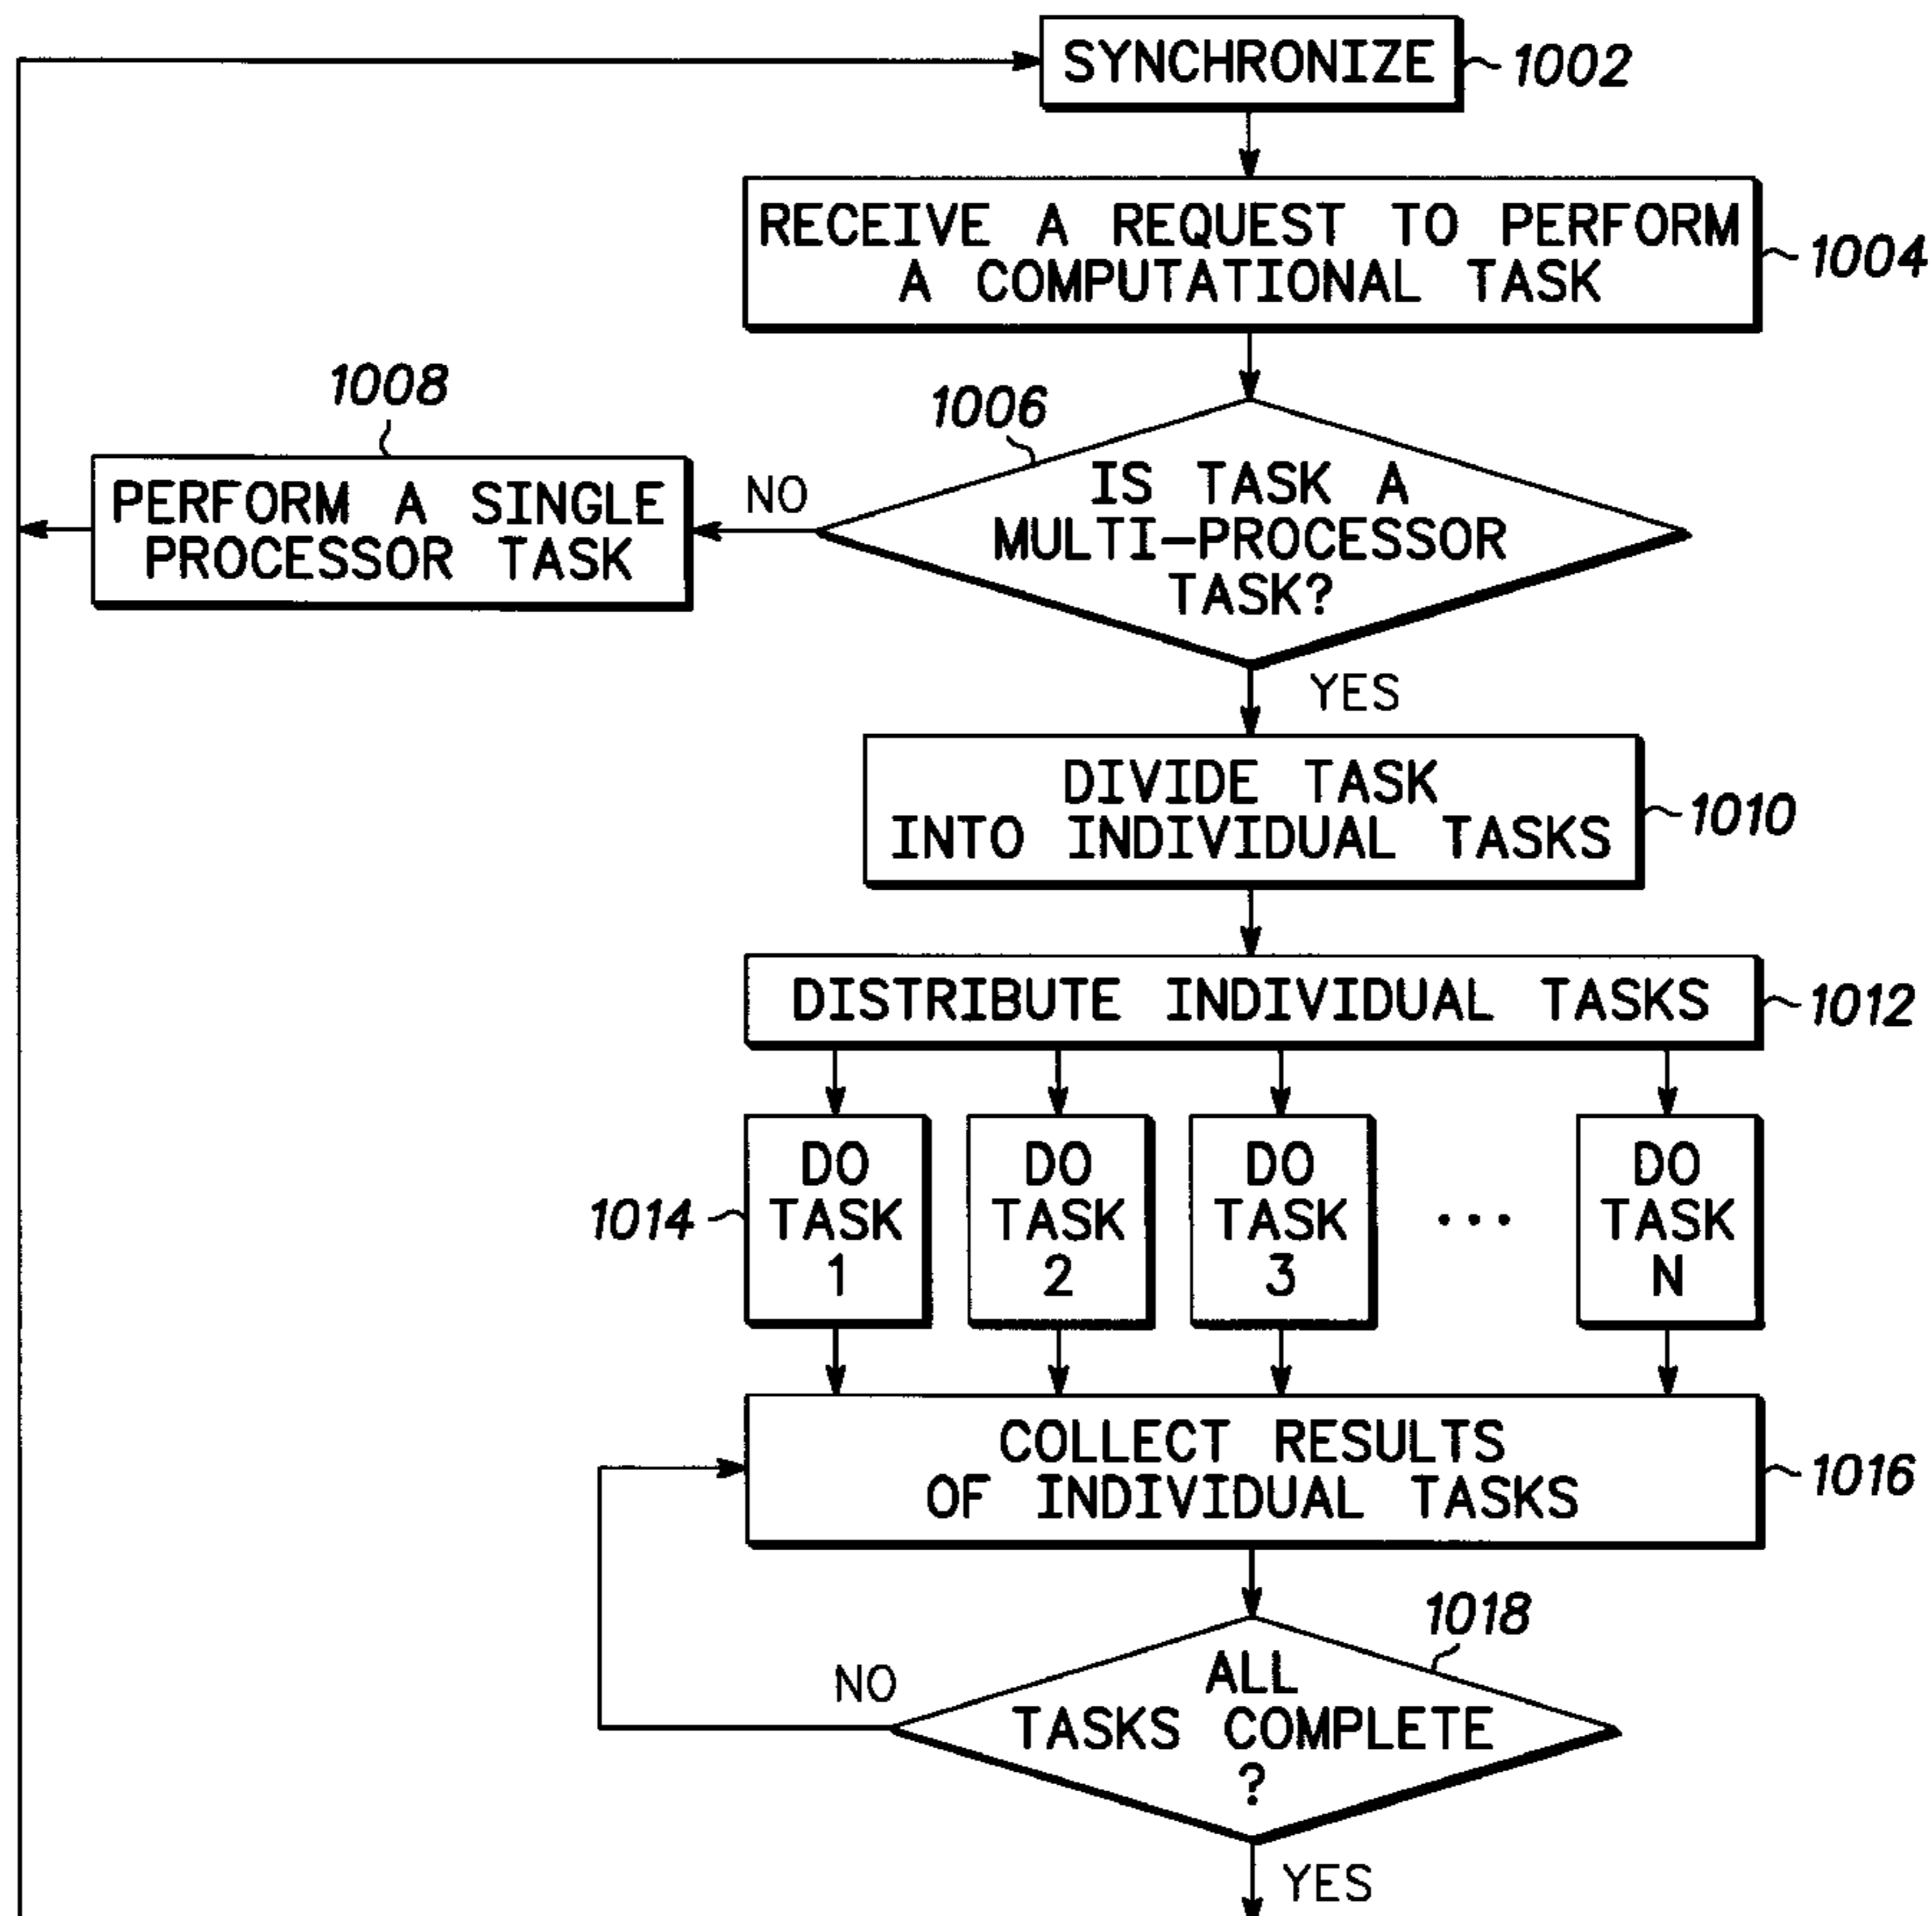 SYNCHRONIZE
1002
RECEIVE A REQUEST TO PERFORM
A COMPUTATIONAL TASK
1004
1008
1006
PERFORM A SINGLE
PROCESSOR TASK
NO
IS TASK A
MULTI-PROCESSOR
TASK?
YES
DIVIDE TASK
INTO INDIVIDUAL TASKS
1010
DISTRIBUTE INDIVIDUAL TASKS
1012
1014
DO
TASK
1
DO
TASK
2
DO
TASK
3
...
DO
TASK
N
COLLECT RESULTS
OF INDIVIDUAL TASKS
1016
1018
NO
ALL
TASKS COMPLETE
?
YES